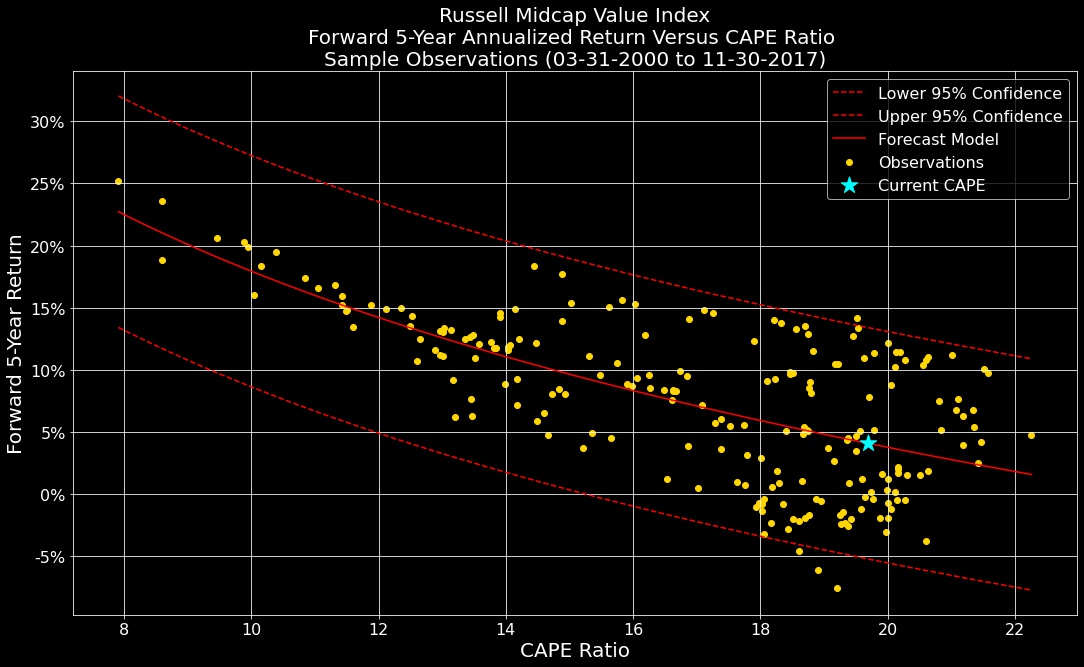 Russell Midcap Value Index
Forward 5-Year Annualized Return Versus CAPE Ratio
Sample Observations (03-31-2000 to 11-30-2017)
Lower 95% Confidence
Upper 95% Confidence
Forecast Model
Observations
Current CAPE
Forward 5-Year Return
30%
25%
20%
15%
10%
5%
0%
-5%
8 10 12 14 16 18 20 22
CAPE Ratio